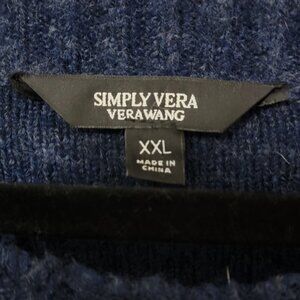 SIMPLY VERA
VERAWANG
XXL
MADE IN
CHINA